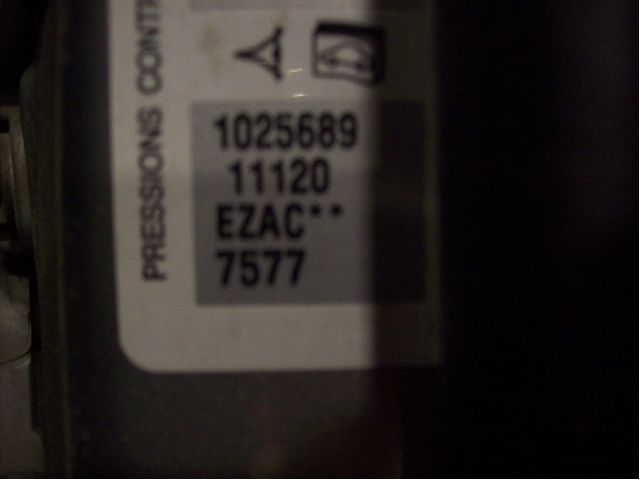 PRESSIONS CONTR
1025689
11120
EZAC**
7577